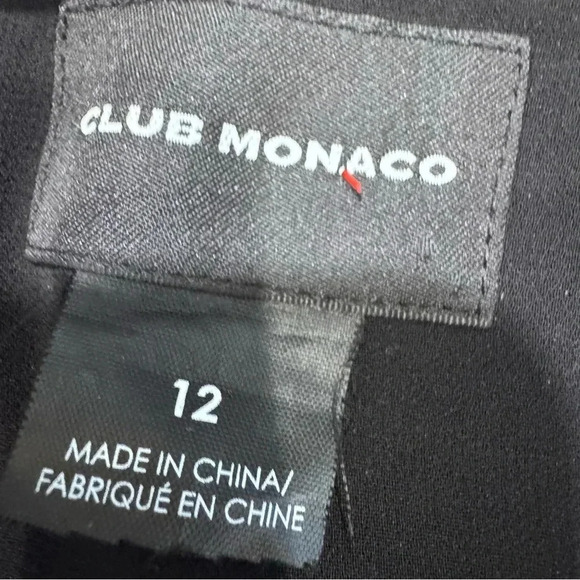 CLUB MONACO
12
MADE IN CHINA/
FABRIQUÉ EN CHINE